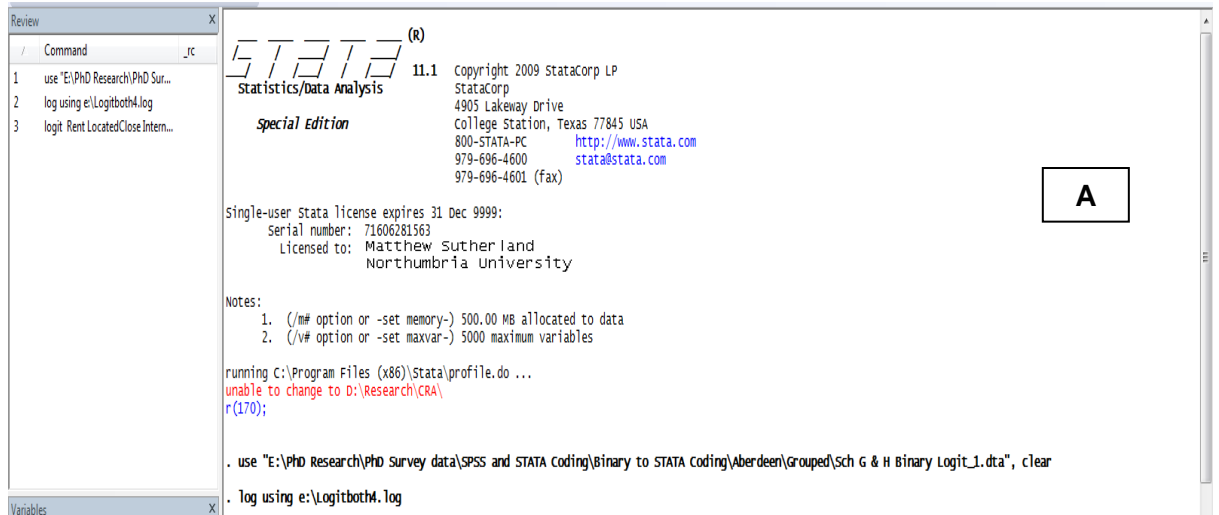 Review X
/ Command _rc
1 use "E:\PhD Research\PhD Sur...
2 log using e:\Logitboth4.log
3 logit Rent LocatedClose Intern...
Variables X
STATA (R)
11.1 Copyright 2009 StataCorp LP
Statistics/Data Analysis StataCorp
4905 Lakeway Drive
Special Edition College Station, Texas 77845 USA
800-STATA-PC http://www.stata.com
979-696-4600 stata@stata.com
979-696-4601 (fax)
A
Single-user Stata license expires 31 Dec 9999:
Serial number: 71606281563
Licensed to: Matthew Sutherland
Northumbria University
Notes:
1. (/m# option or -set memory-) 500.00 MB allocated to data
2. (/v# option or -set maxvar-) 5000 maximum variables
running C:\Program Files (x86)\Stata\profile.do ...
unable to change to D:\Research\CRA\
r(170);
. use "E:\PhD Research\PhD Survey data\SPSS and STATA Coding\Binary to STATA Coding\Aberdeen\Grouped\Sch G & H Binary Logit_1.dta", clear
. log using e:\Logitboth4.log